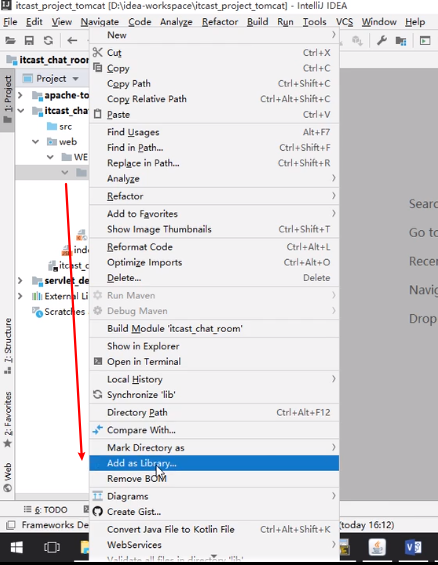 itcast_project_tomcat [D:\idea-workspace\itcast_project_tomcat] - IntelliJ IDEA
File Edit View Navigate Code Analyze Refactor Build Run Tools VCS Window Help
itcast_chat_room
1: Project
Project
apache-to
itcast_cha
src
web
WE
inde
itcast_c
servlet_de
External Li
Scratches
New
Cut Ctrl+X
Copy Ctrl+C
Copy Path Ctrl+Shift+C
Copy Relative Path Ctrl+Alt+Shift+C
Paste Ctrl+V
Find Usages Alt+F7
Find in Path... Ctrl+Shift+F
Replace in Path... Ctrl+Shift+R
Analyze
Refactor
Add to Favorites
Show Image Thumbnails Ctrl+Shift+T
Reformat Code Ctrl+Alt+L
Optimize Imports Ctrl+Alt+O
Delete... Delete
Run Maven
Debug Maven
Build Module 'itcast_chat_room'
Show in Explorer
Open in Terminal
Local History
Synchronize 'lib'
Directory Path Ctrl+Alt+F12
Compare With...
Mark Directory as
Add as Library...
Remove BOM
Diagrams
Create Gist...
Convert Java File to Kotlin File Ctrl+Alt+Shift+K
WebServices
Validate all files in directory 'lib'
Searc
Go to
Recen
Navig
Drop
7: Structure
2: Favorites
Web
6: TODO
Frameworks De
(today 16:12)